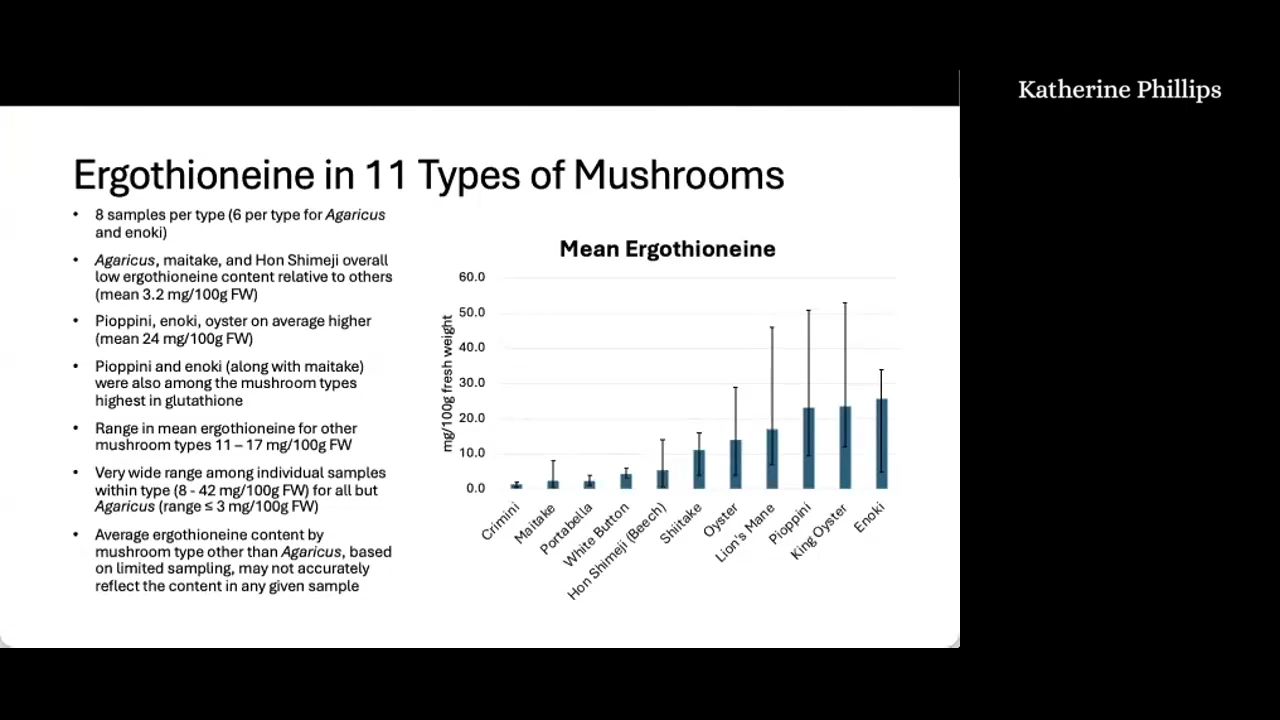 Katherine Phillips
Ergothioneine in 11 Types of Mushrooms
• 8 samples per type (6 per type for Agaricus
and enoki)
• Agaricus, maitake, and Hon Shimeji overall
low ergothioneine content relative to others
(mean 3.2 mg/100g FW)
• Pioppini, enoki, oyster on average higher
(mean 24 mg/100g FW)
• Pioppini and enoki (along with maitake)
were also among the mushroom types
highest in glutathione
• Range in mean ergothioneine for other
mushroom types 11 – 17 mg/100g FW
• Very wide range among individual samples
within type (8 - 42 mg/100g FW) for all but
Agaricus (range ≤ 3 mg/100g FW)
• Average ergothioneine content by
mushroom type other than Agaricus, based
on limited sampling, may not accurately
reflect the content in any given sample
Mean Ergothioneine
mg/100g fresh weight
60.0
50.0
40.0
30.0
20.0
10.0
0.0
Crimini
Maitake
Portabella
White Button
Hon Shimeji (Beech)
Shiitake
Oyster
Lion's Mane
Pioppini
King Oyster
Enoki